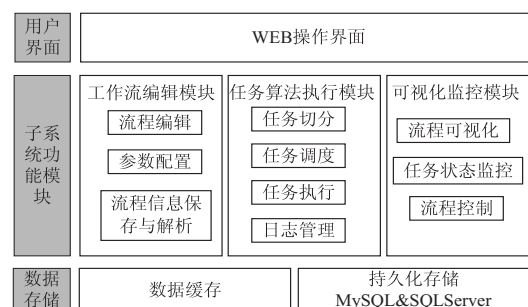 用户
界面
WEB操作界面
子系
统功
能模
块
工作流编辑模块
流程编辑
参数配置
流程信息保
存与解析
任务算法执行模块
任务切分
任务调度
任务执行
日志管理
可视化监控模块
流程可视化
任务状态监控
流程控制
数据
存储
数据缓存
持久化存储
MySQL&SQLServer